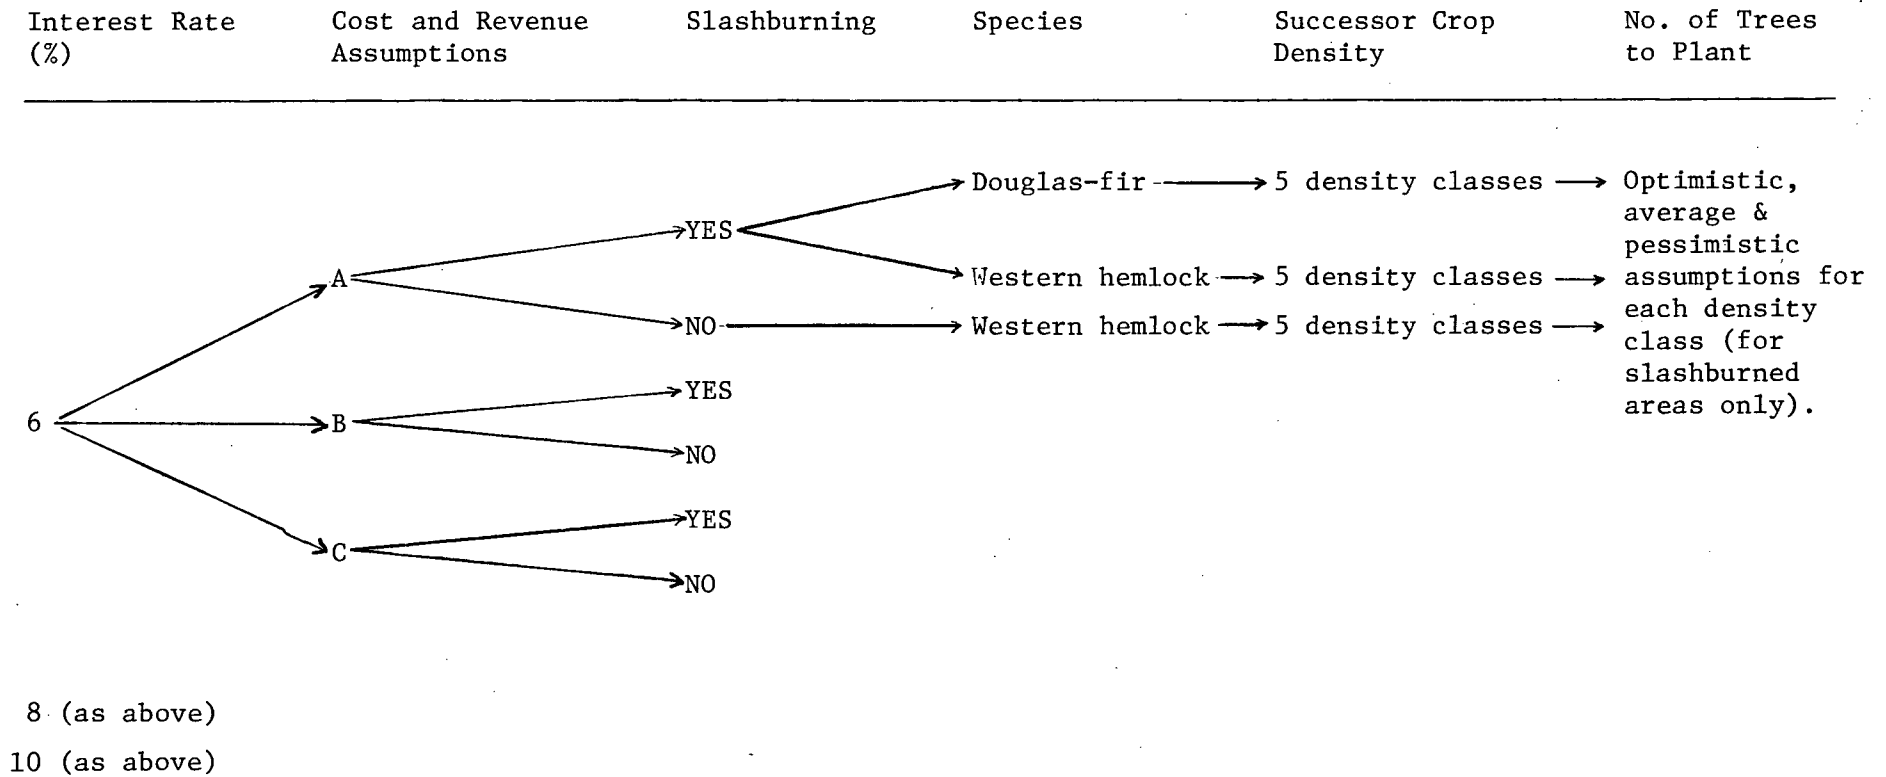 Interest Rate (%)
Cost and Revenue Assumptions
Slashburning
Species
Successor Crop Density
No. of Trees to Plant
6
A
YES
Douglas-fir
5 density classes
Western hemlock
5 density classes
NO
Western hemlock
5 density classes
Optimistic,
average &
pessimistic
assumptions for
each density
class (for
slashburned
areas only).
B
YES
NO
C
YES
NO
8 (as above)
10 (as above)